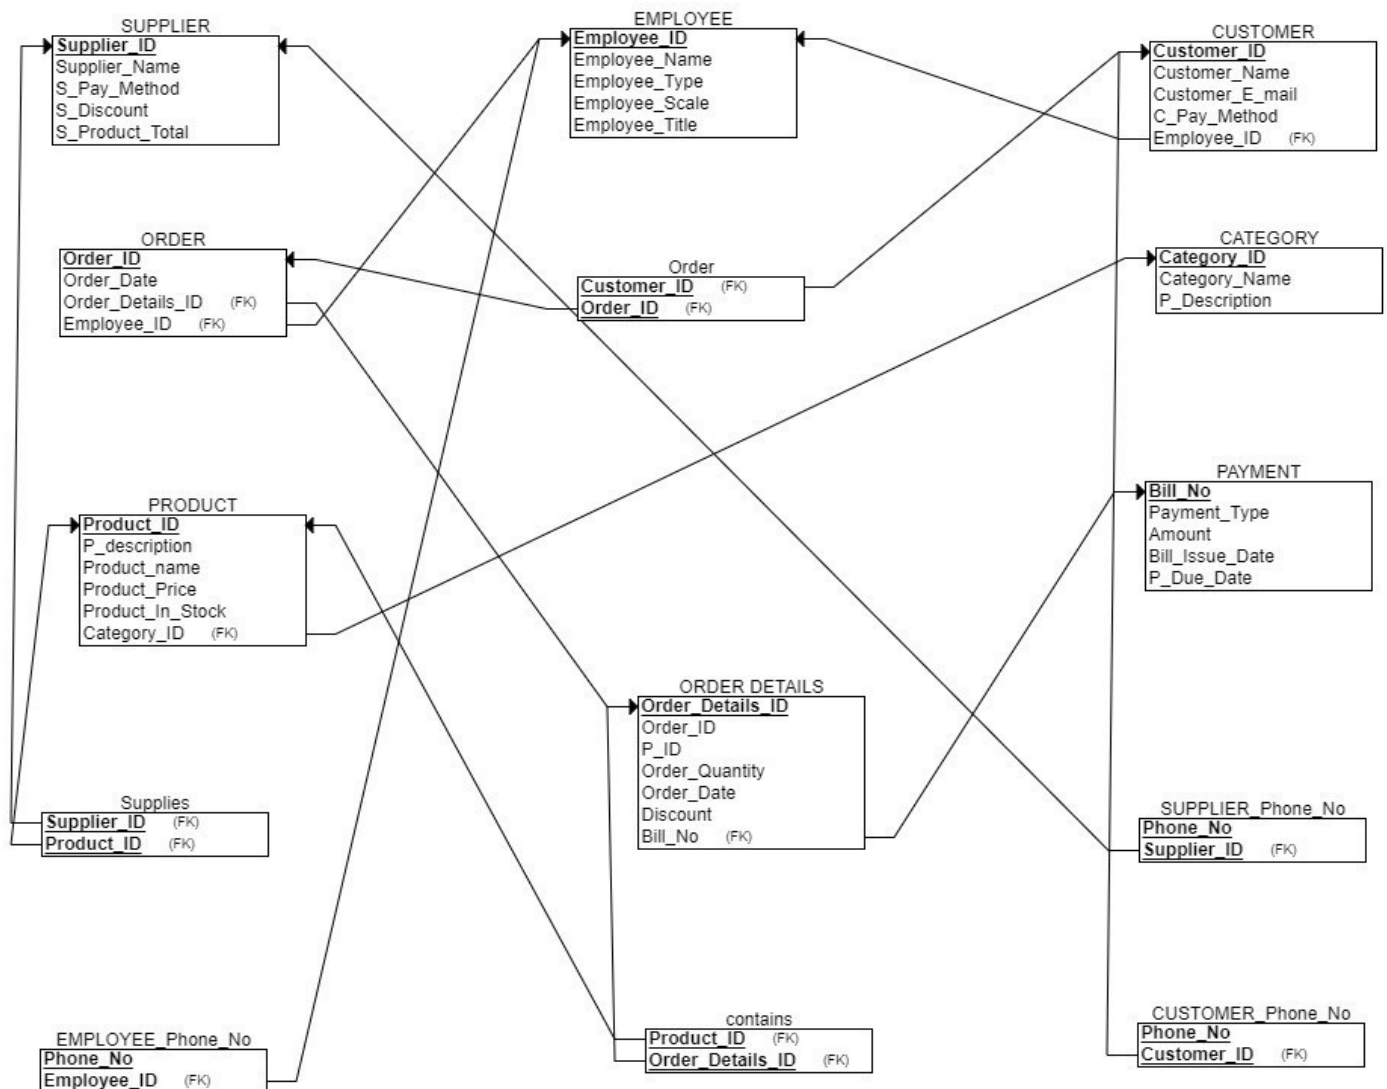 SUPPLIER
Supplier_ID
Supplier_Name
S_Pay_Method
S_Discount
S_Product_Total
EMPLOYEE
Employee_ID
Employee_Name
Employee_Type
Employee_Scale
Employee_Title
CUSTOMER
Customer_ID
Customer_Name
Customer_E_mail
C_Pay_Method
Employee_ID (FK)
ORDER
Order_ID
Order_Date
Order_Details_ID (FK)
Employee_ID (FK)
Order
Customer_ID (FK)
Order_ID (FK)
CATEGORY
Category_ID
Category_Name
P_Description
PRODUCT
Product_ID
P_description
Product_name
Product_Price
Product_In_Stock
Category_ID (FK)
PAYMENT
Bill_No
Payment_Type
Amount
Bill_Issue_Date
P_Due_Date
ORDER DETAILS
Order_Details_ID
Order_ID
P_ID
Order_Quantity
Order_Date
Discount
Bill_No (FK)
Supplies
Supplier_ID (FK)
Product_ID (FK)
SUPPLIER_Phone_No
Phone_No
Supplier_ID (FK)
EMPLOYEE_Phone_No
Phone_No
Employee_ID (FK)
contains
Product_ID (FK)
Order_Details_ID (FK)
CUSTOMER_Phone_No
Phone_No
Customer_ID (FK)